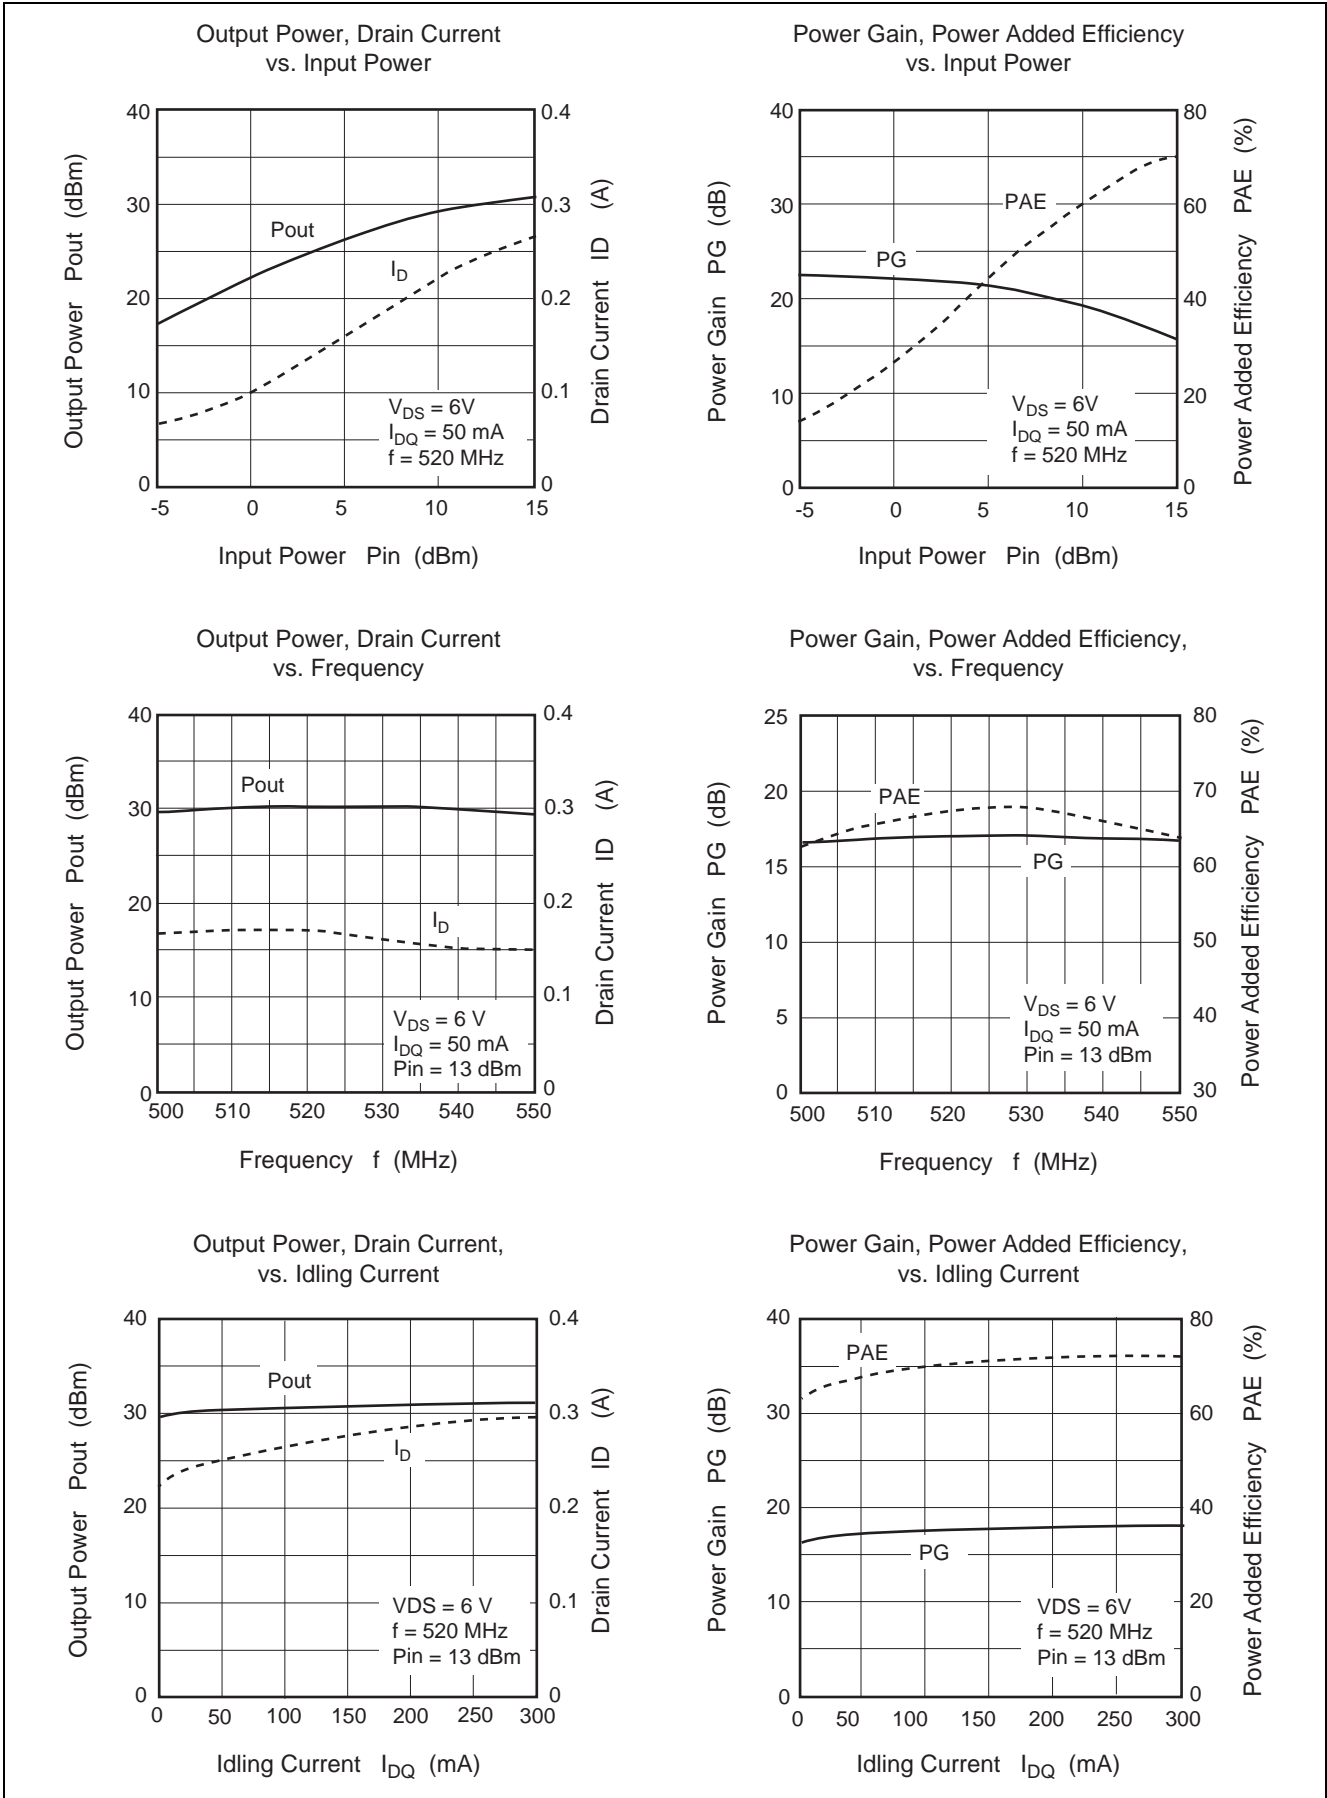 Output Power, Drain Current
vs. Input Power
40
30
20
10
0
0.4
0.3
0.2
0.1
0
-5 0 5 10 15
Output Power Pout (dBm)
Drain Current ID (A)
Pout
I_D
V_DS = 6V
I_DQ = 50 mA
f = 520 MHz
Input Power Pin (dBm)
Power Gain, Power Added Efficiency
vs. Input Power
40
30
20
10
0
80
60
40
20
0
-5 0 5 10 15
Power Gain PG (dB)
Power Added Efficiency PAE (%)
PAE
PG
V_DS = 6V
I_DQ = 50 mA
f = 520 MHz
Input Power Pin (dBm)
Output Power, Drain Current
vs. Frequency
40
30
20
10
0
0.4
0.3
0.2
0.1
0
500 510 520 530 540 550
Output Power Pout (dBm)
Drain Current ID (A)
Pout
I_D
V_DS = 6 V
I_DQ = 50 mA
Pin = 13 dBm
Frequency f (MHz)
Power Gain, Power Added Efficiency,
vs. Frequency
25
20
15
10
5
0
80
70
60
50
40
30
500 510 520 530 540 550
Power Gain PG (dB)
Power Added Efficiency PAE (%)
PAE
PG
V_DS = 6 V
I_DQ = 50 mA
Pin = 13 dBm
Frequency f (MHz)
Output Power, Drain Current,
vs. Idling Current
40
30
20
10
0
0.4
0.3
0.2
0.1
0
0 50 100 150 200 250 300
Output Power Pout (dBm)
Drain Current ID (A)
Pout
I_D
VDS = 6 V
f = 520 MHz
Pin = 13 dBm
Idling Current I_DQ (mA)
Power Gain, Power Added Efficiency,
vs. Idling Current
40
30
20
10
0
80
60
40
20
0
0 50 100 150 200 250 300
Power Gain PG (dB)
Power Added Efficiency PAE (%)
PAE
PG
VDS = 6V
f = 520 MHz
Pin = 13 dBm
Idling Current I_DQ (mA)